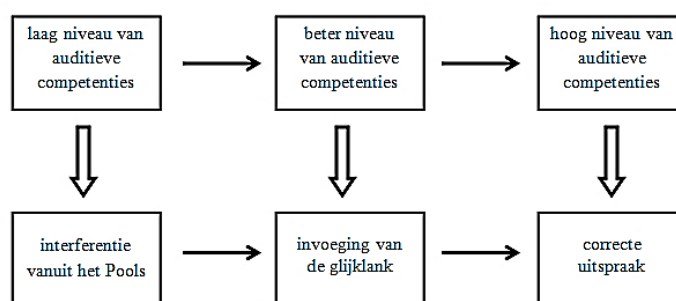 laag niveau van
auditieve
competenties
beter niveau
van auditieve
competenties
hoog niveau van
auditieve
competenties
interferentie
vanuit het Pools
invoeging van
de glijklank
correcte
uitspraak